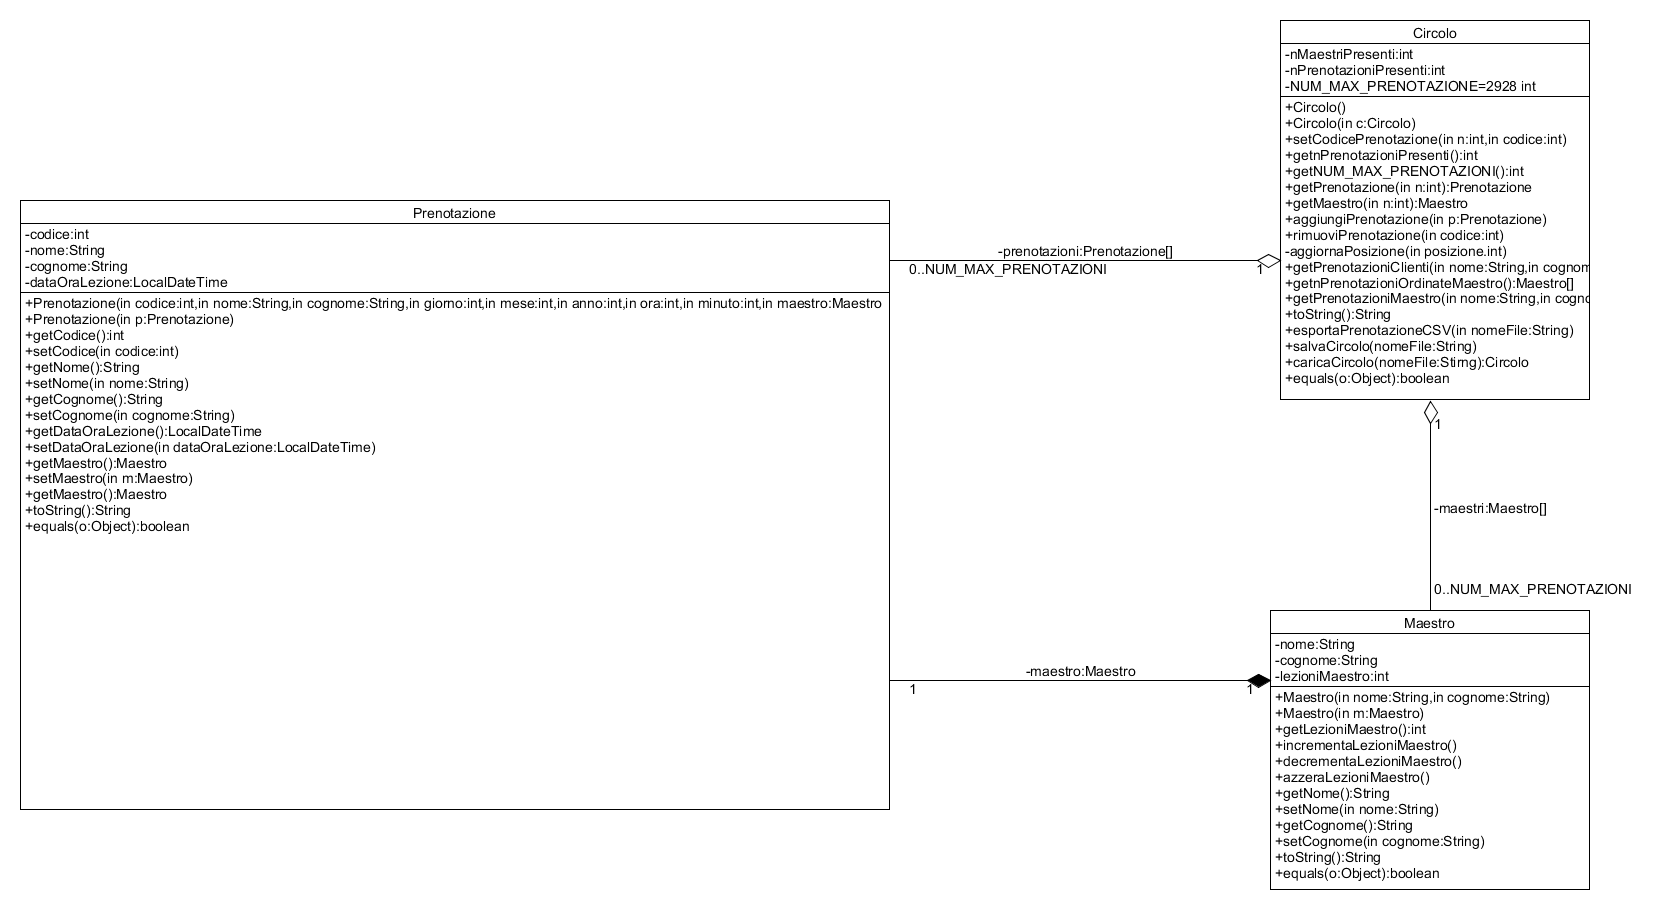 Circolo
-nMaestriPresenti:int
-nPrenotazioniPresenti:int
-NUM_MAX_PRENOTAZIONE=2928 int
+Circolo()
+Circolo(in c:Circolo)
+setCodicePrenotazione(in n:int,in codice:int)
+getnPrenotazioniPresenti():int
+getNUM_MAX_PRENOTAZIONI():int
+getPrenotazione(in n:int):Prenotazione
+getMaestro(in n:int):Maestro
+aggiungiPrenotazione(in p:Prenotazione)
+rimuoviPrenotazione(in codice:int)
-aggiornaPosizione(in posizione.int)
+getPrenotazioniClienti(in nome:String,in cognom
+getnPrenotazioniOrdinateMaestro():Maestro[]
+getPrenotazioniMaestro(in nome:String,in cogno
+toString():String
+esportaPrenotazioneCSV(in nomeFile:String)
+salvaCircolo(nomeFile:String)
+caricaCircolo(nomeFile:Stirng):Circolo
+equals(o:Object):boolean
Prenotazione
-codice:int
-nome:String
-cognome:String
-dataOraLezione:LocalDateTime
+Prenotazione(in codice:int,in nome:String,in cognome:String,in giorno:int,in mese:int,in anno:int,in ora:int,in minuto:int,in maestro:Maestro
+Prenotazione(in p:Prenotazione)
+getCodice():int
+setCodice(in codice:int)
+getNome():String
+setNome(in nome:String)
+getCognome():String
+setCognome(in cognome:String)
+getDataOraLezione():LocalDateTime
+setDataOraLezione(in dataOraLezione:LocalDateTime)
+getMaestro():Maestro
+setMaestro(in m:Maestro)
+getMaestro():Maestro
+toString():String
+equals(o:Object):boolean
-prenotazioni:Prenotazione[]
0..NUM_MAX_PRENOTAZIONI
1
1
-maestri:Maestro[]
0..NUM_MAX_PRENOTAZIONI
-maestro:Maestro
1
1
Maestro
-nome:String
-cognome:String
-lezioniMaestro:int
+Maestro(in nome:String,in cognome:String)
+Maestro(in m:Maestro)
+getLezioniMaestro():int
+incrementaLezioniMaestro()
+decrementaLezioniMaestro()
+azzeraLezioniMaestro()
+getNome():String
+setNome(in nome:String)
+getCognome():String
+setCognome(in cognome:String)
+toString():String
+equals(o:Object):boolean